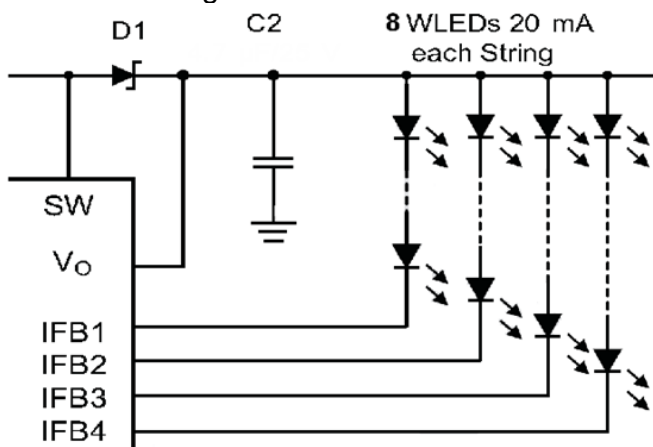 D1
C2
8 WLEDs 20 mA
each String
SW
VO
IFB1
IFB2
IFB3
IFB4